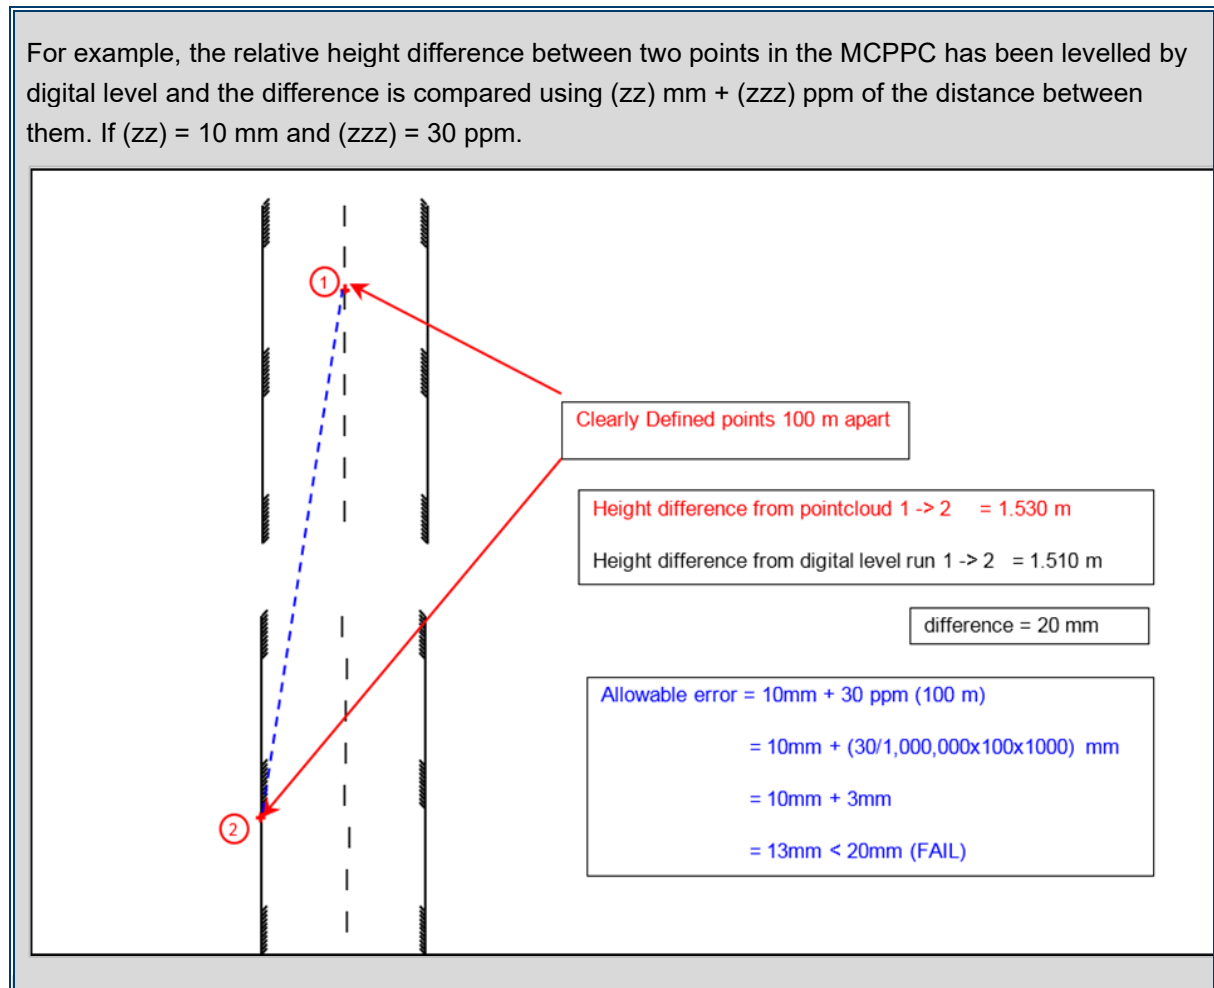 For example, the relative height difference between two points in the MCPPC has been levelled by
digital level and the difference is compared using (zz) mm + (zzz) ppm of the distance between
them. If (zz) = 10 mm and (zzz) = 30 ppm.
1
Clearly Defined points 100 m apart
Height difference from pointcloud 1 -> 2 = 1.530 m
Height difference from digital level run 1 -> 2 = 1.510 m
difference = 20 mm
Allowable error = 10mm + 30 ppm (100 m)
= 10mm + (30/1,000,000x100x1000) mm
= 10mm + 3mm
2
= 13mm < 20mm (FAIL)